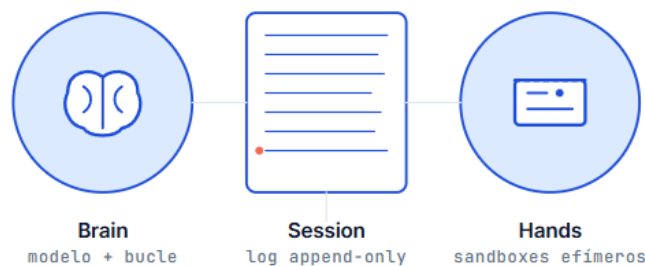 Brain Session Hands
modelo + bucle log append-only sandboxes efímeros